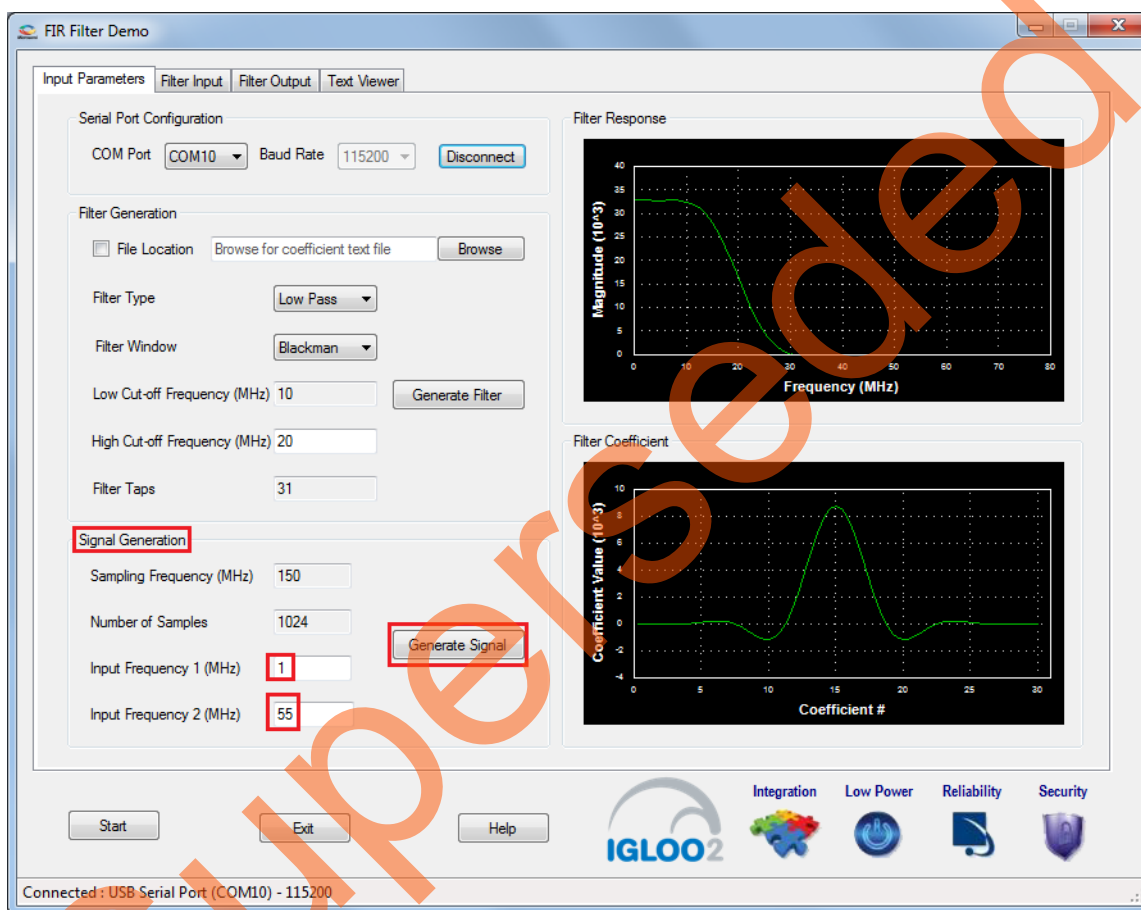 FIR Filter Demo
Input Parameters Filter Input Filter Output Text Viewer
Serial Port Configuration
COM Port COM10 Baud Rate 115200 Disconnect
Filter Generation
File Location Browse for coefficient text file Browse
Filter Type Low Pass
Filter Window Blackman
Low Cut-off Frequency (MHz) 10 Generate Filter
High Cut-off Frequency (MHz) 20
Filter Taps 31
Signal Generation
Sampling Frequency (MHz) 150
Number of Samples 1024
Generate Signal
Input Frequency 1 (MHz) 1
Input Frequency 2 (MHz) 55
Filter Response
Magnitude (10^3)
40
35
30
25
20
15
10
5
0
0 10 20 30 40 50 60 70 80
Frequency (MHz)
Filter Coefficient
Coefficient Value (10^3)
10
8
6
4
2
0
-2
-4
0 5 10 15 20 25 30
Coefficient #
Start Exit Help
IGLOO2
Integration Low Power Reliability Security
Connected : USB Serial Port (COM10) - 115200
Superseded